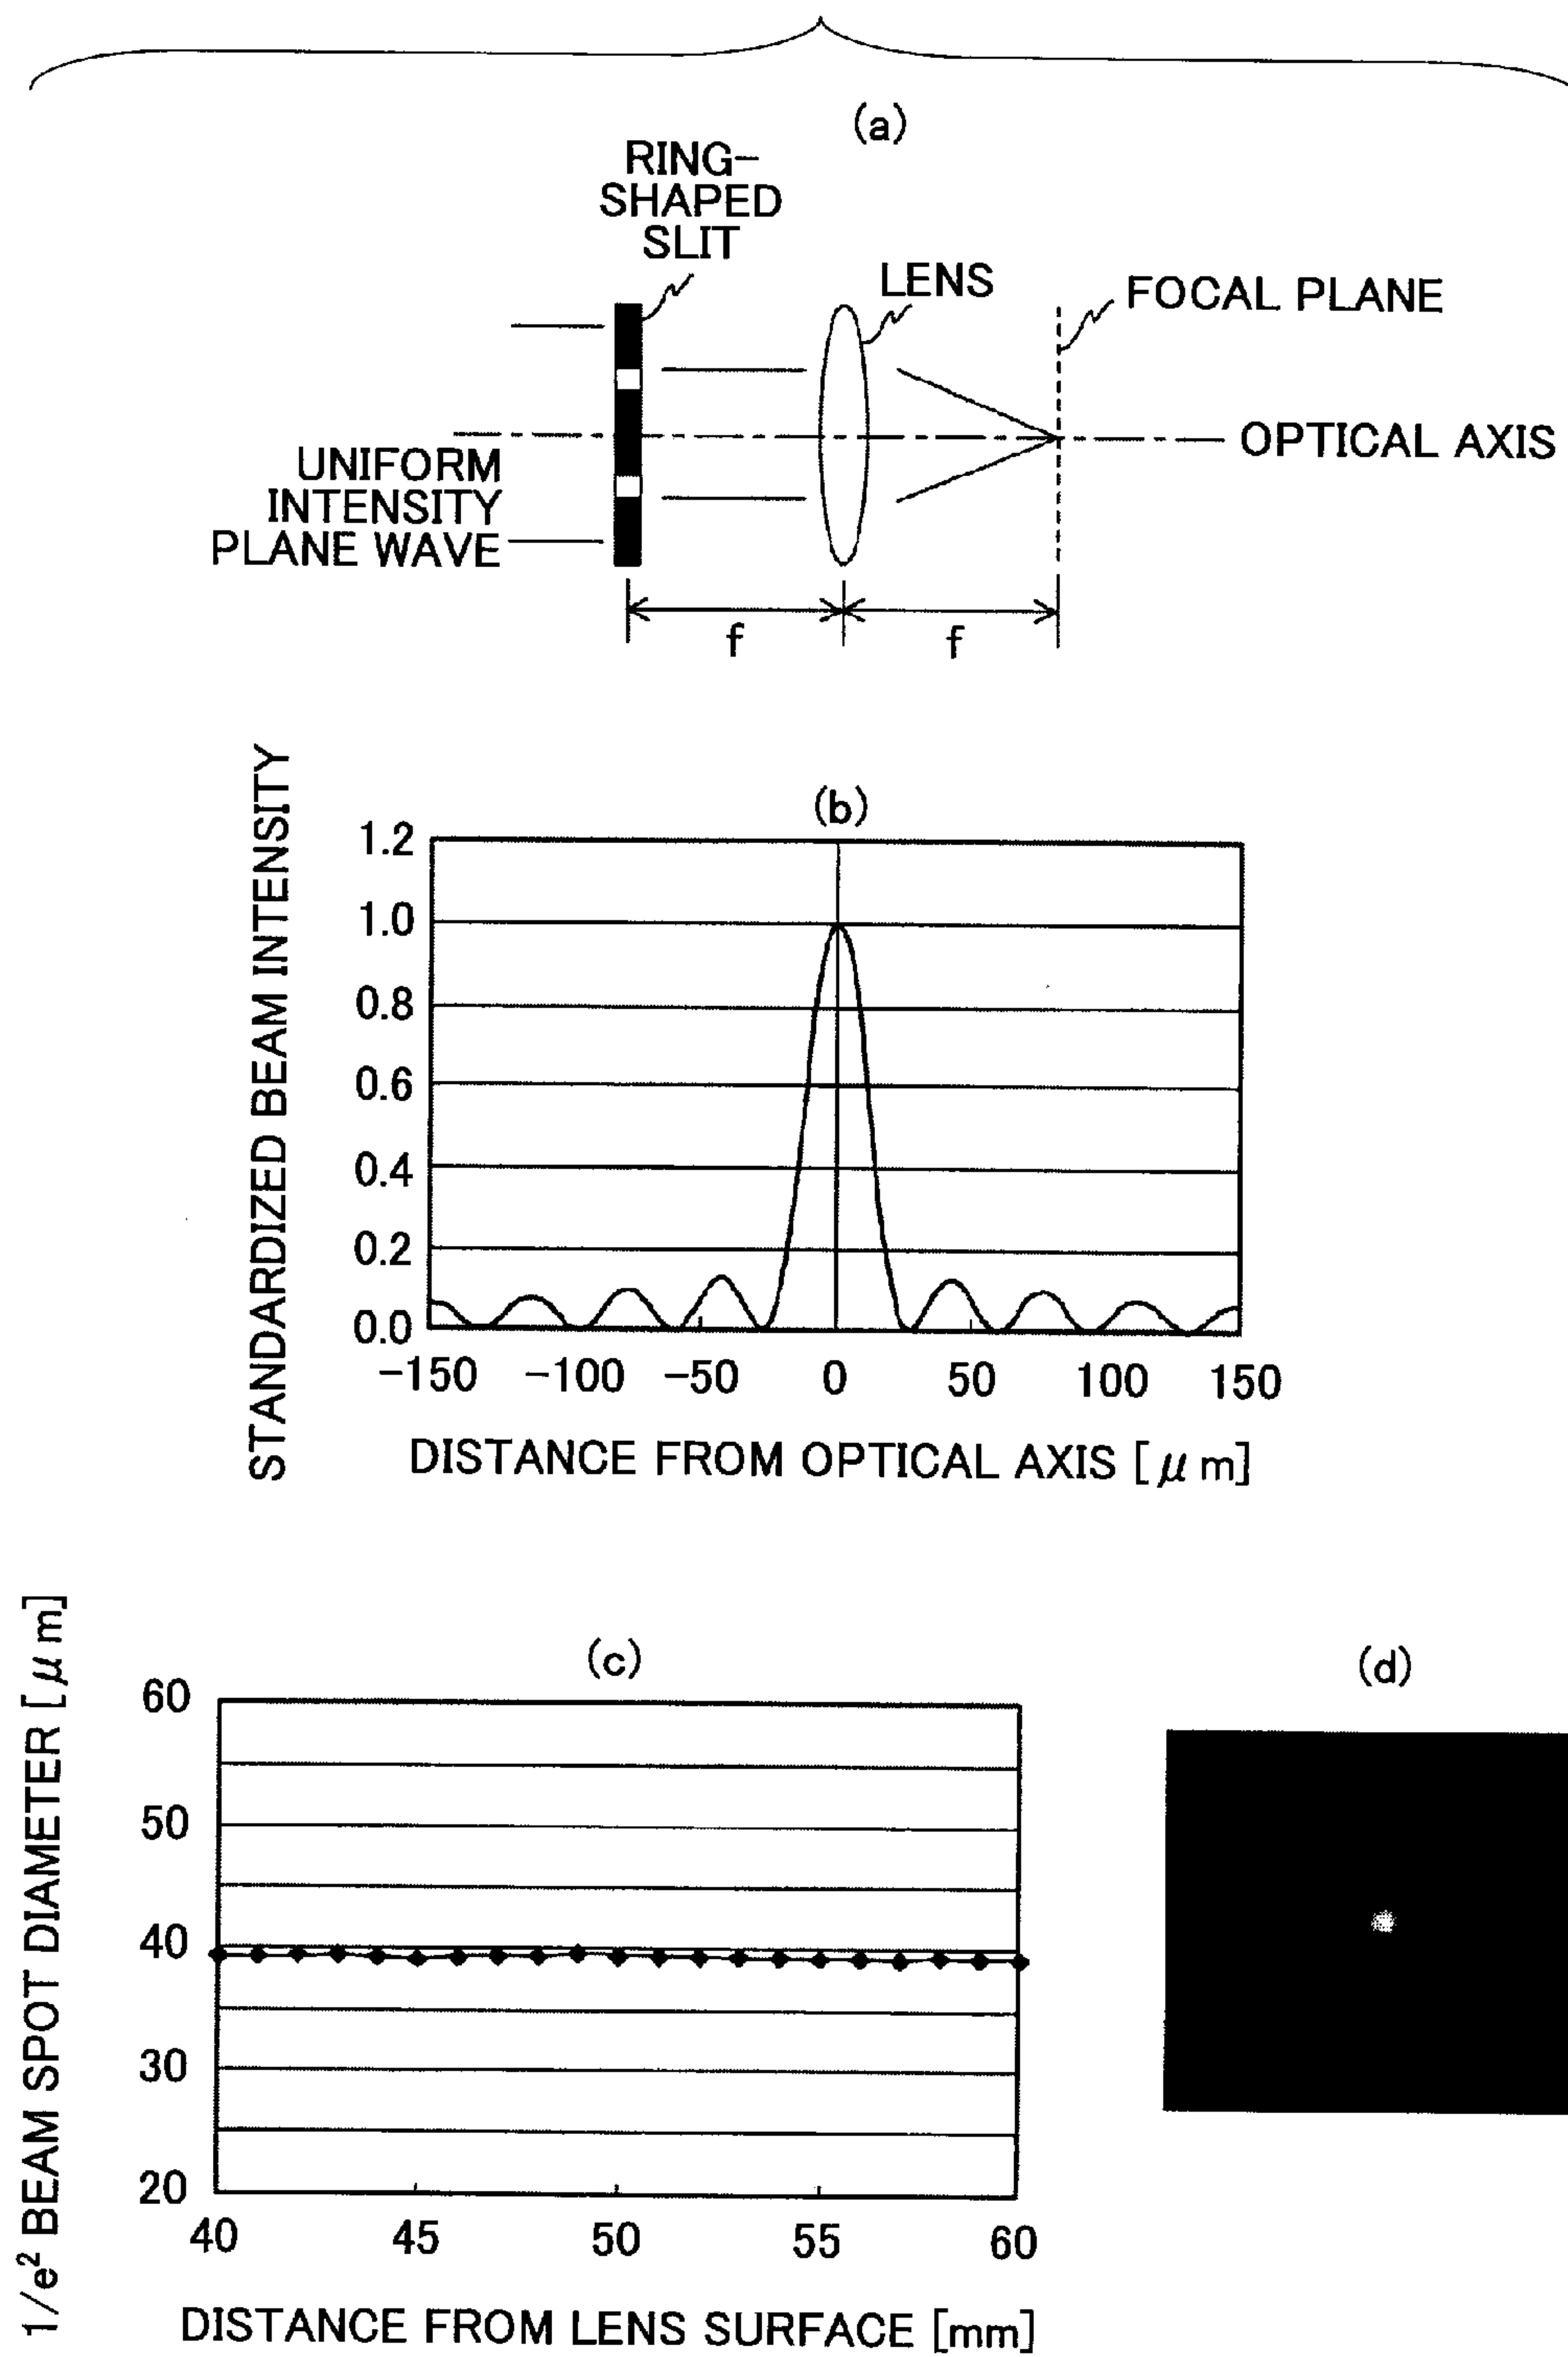 (a)
RING-
SHAPED
SLIT
LENS
FOCAL PLANE
OPTICAL AXIS
UNIFORM
INTENSITY
PLANE WAVE
f
f
(b)
STANDARDIZED BEAM INTENSITY
1.2
1.0
0.8
0.6
0.4
0.2
0.0
-150
-100
-50
0
50
100
150
DISTANCE FROM OPTICAL AXIS [μm]
(c)
1/e² BEAM SPOT DIAMETER [μm]
60
50
40
30
20
40
45
50
55
60
DISTANCE FROM LENS SURFACE [mm]
(d)